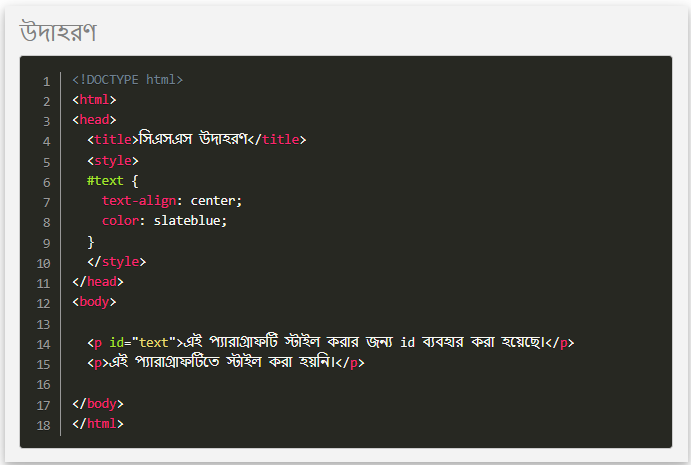 উদাহরণ
1 <!DOCTYPE html>
2 <html>
3 <head>
4 <title>সিএসএস উদাহরণ</title>
5 <style>
6 #text {
7 text-align: center;
8 color: slateblue;
9 }
10 </style>
11 </head>
12 <body>
13
14 <p id="text">এই প্যারাগ্রাফটি স্টাইল করার জন্য id ব্যবহার করা হয়েছে।</p>
15 <p>এই প্যারাগ্রাফটিতে স্টাইল করা হয়নি।</p>
16
17 </body>
18 </html>